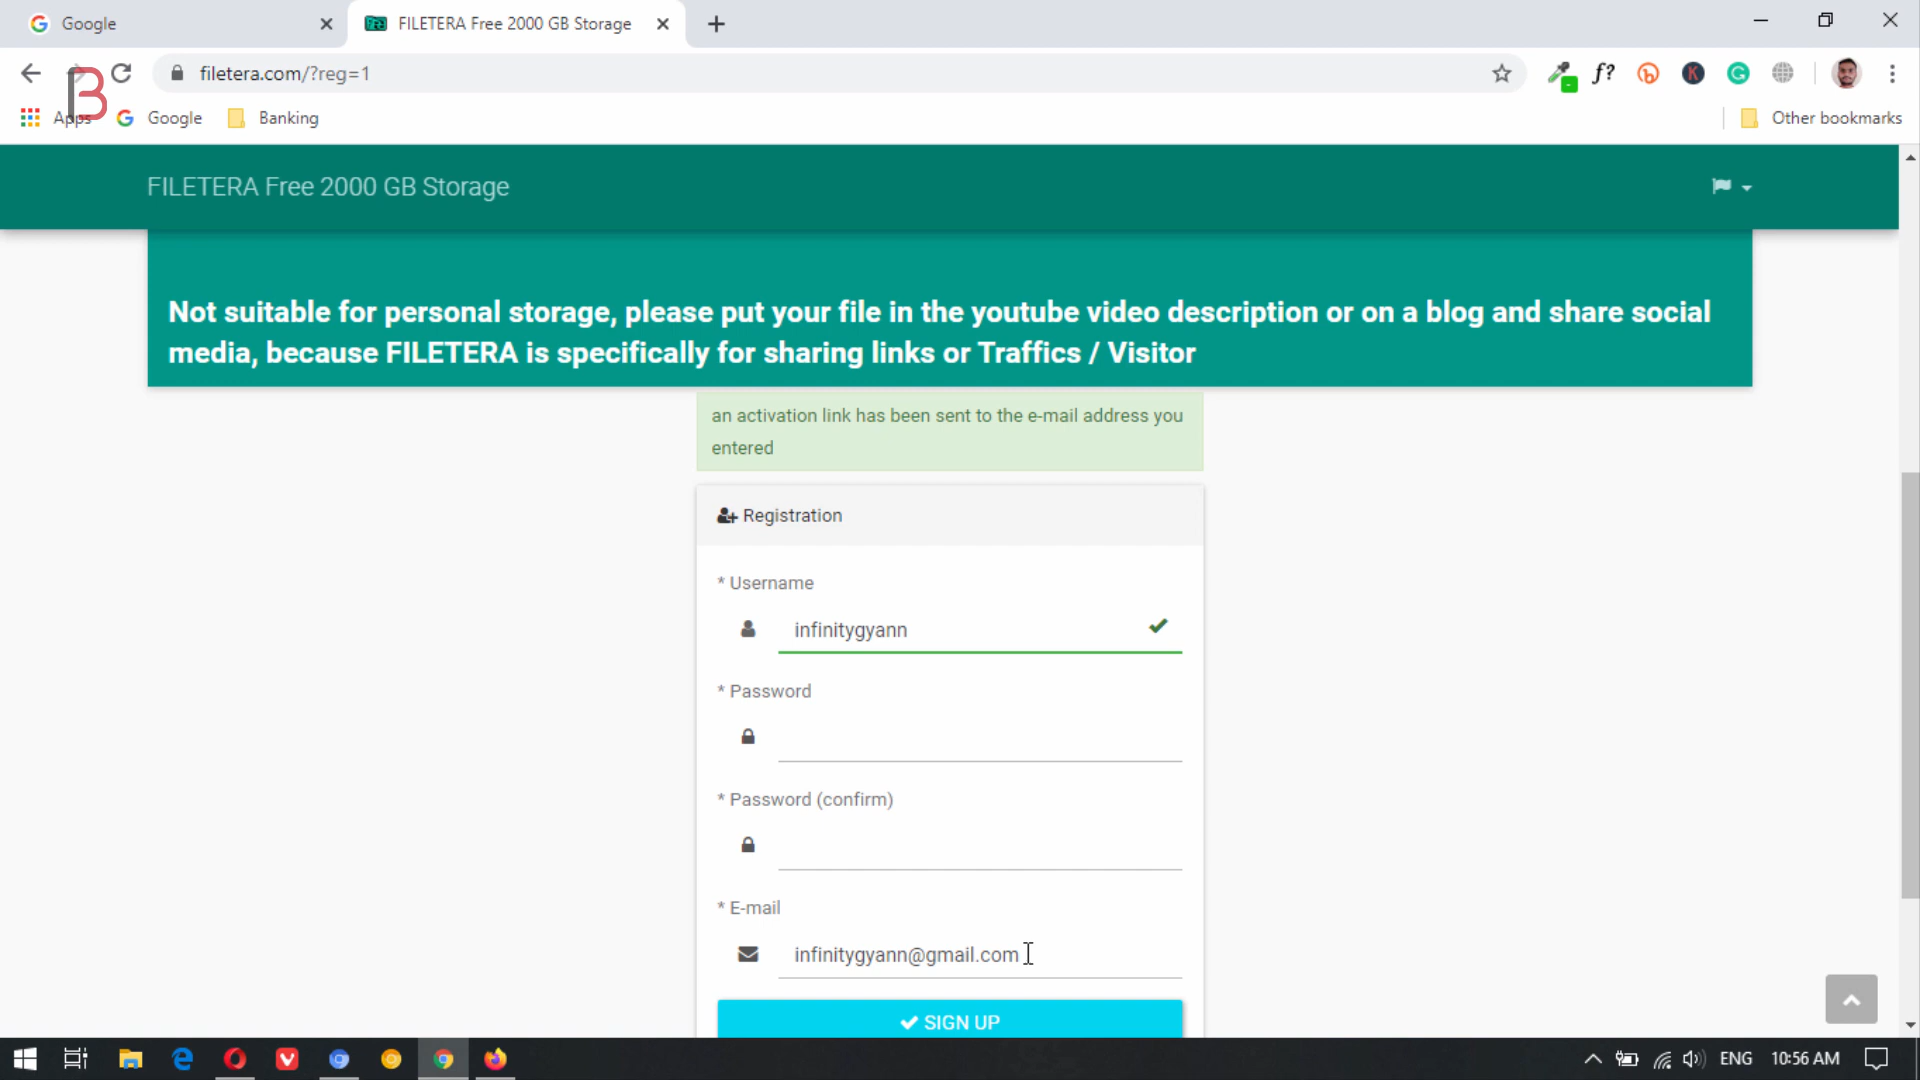 Google
FILETERA Free 2000 GB Storage
filetera.com/?reg=1
f?
Apps
Google
Banking
Other bookmarks
FILETERA Free 2000 GB Storage
Not suitable for personal storage, please put your file in the youtube video description or on a blog and share social
media, because FILETERA is specifically for sharing links or Traffics / Visitor
an activation link has been sent to the e-mail address you
entered
Registration
* Username
infinitygyann
* Password
* Password (confirm)
* E-mail
infinitygyann@gmail.com
SIGN UP
ENG
10:56 AM